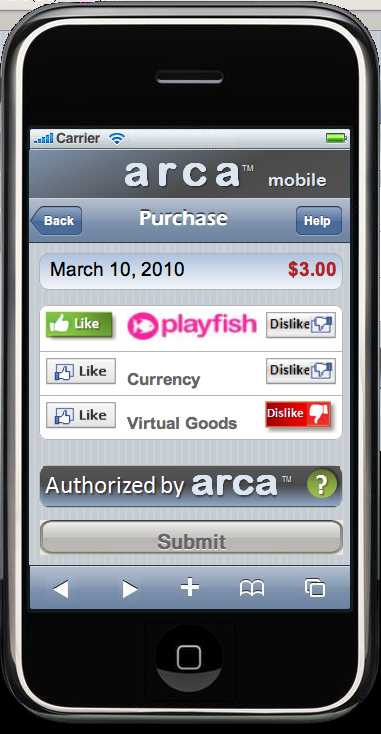 Carrier
arca™ mobile
Back Purchase Help
March 10, 2010 $3.00
Like playfish Dislike
Like Currency Dislike
Like Virtual Goods Dislike
Authorized by arca™ ?
Submit